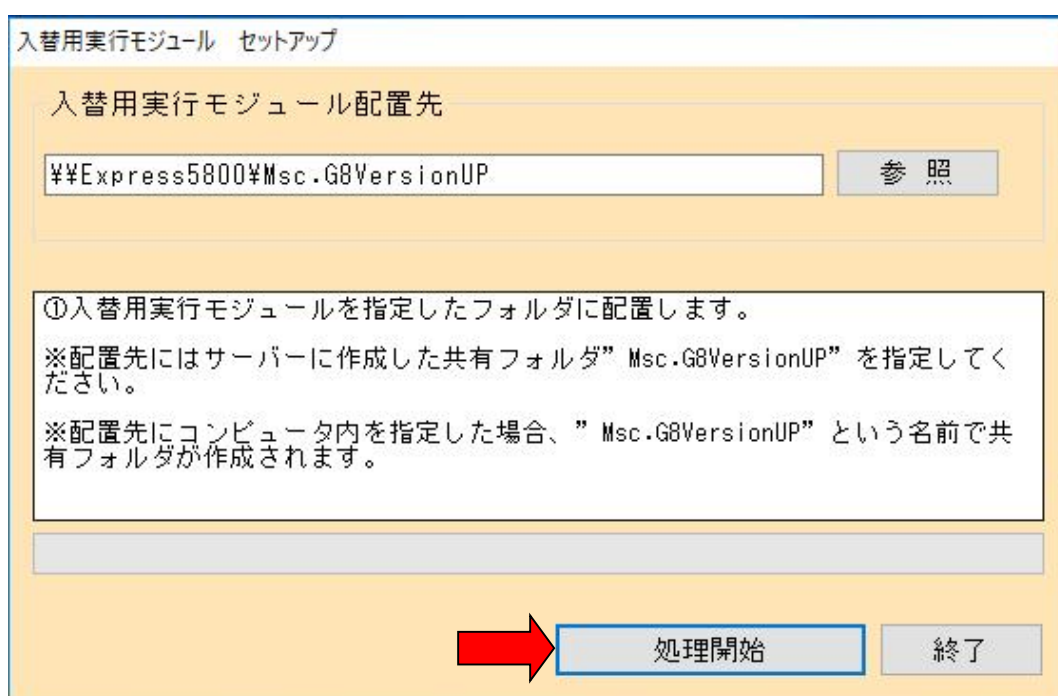 入替用実行モジュール　セットアップ
入替用実行モジュール配置先
¥¥Express5800¥Msc.G8VersionUP
参 照
①入替用実行モジュールを指定したフォルダに配置します。
※配置先にはサーバーに作成した共有フォルダ”Msc.G8VersionUP”を指定してく
ださい。
※配置先にコンピュータ内を指定した場合、”Msc.G8VersionUP”という名前で共
有フォルダが作成されます。
処理開始
終了